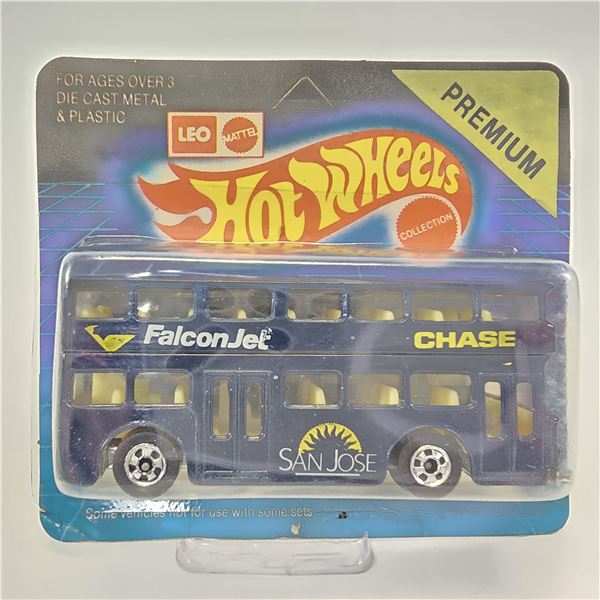 FOR AGES OVER 3
DIE CAST METAL
& PLASTIC
LEO MATTEL
PREMIUM
HOT WHEELS
COLLECTION
FalconJet
CHASE
SAN JOSE
Some vehicles not for use with some sets.